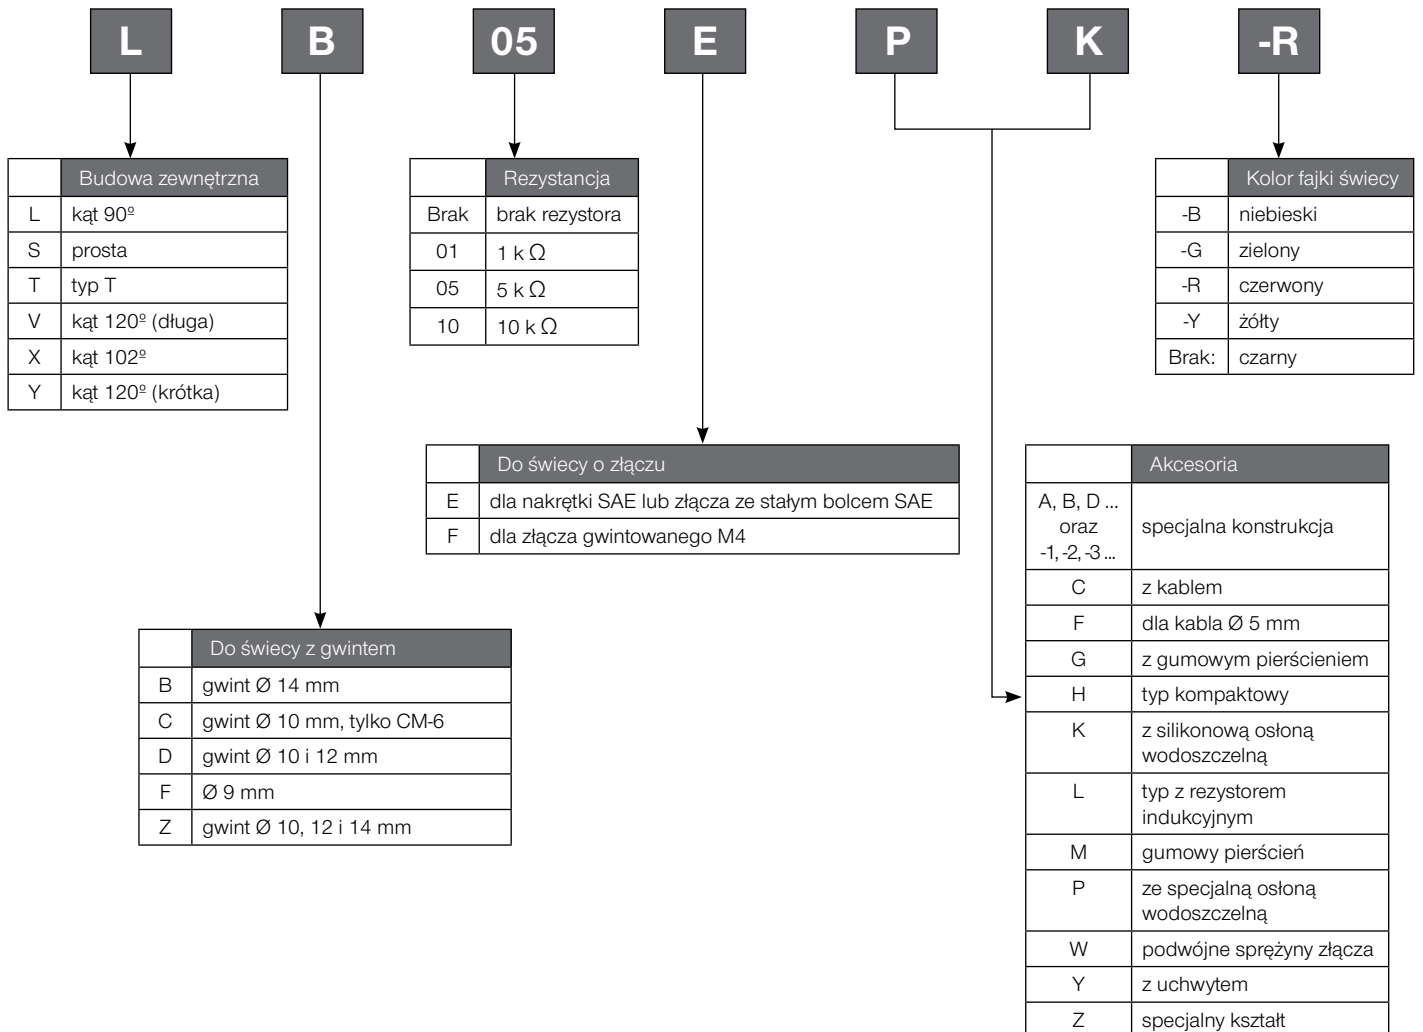 L B 05 E P K -R
Budowa zewnętrzna
L kąt 90º
S prosta
T typ T
V kąt 120º (długa)
X kąt 102º
Y kąt 120º (krótka)
Rezystancja
Brak brak rezystora
01 1 k Ω
05 5 k Ω
10 10 k Ω
Kolor fajki świecy
-B niebieski
-G zielony
-R czerwony
-Y żółty
Brak: czarny
Do świecy o złączu
E dla nakrętki SAE lub złącza ze stałym bolcem SAE
F dla złącza gwintowanego M4
Do świecy z gwintem
B gwint Ø 14 mm
C gwint Ø 10 mm, tylko CM-6
D gwint Ø 10 i 12 mm
F Ø 9 mm
Z gwint Ø 10, 12 i 14 mm
Akcesoria
A, B, D ...
oraz
-1, -2, -3 ...
specjalna konstrukcja
C z kablem
F dla kabla Ø 5 mm
G z gumowym pierścieniem
H typ kompaktowy
K z silikonową osłoną
wodoszczelną
L typ z rezystorem
indukcyjnym
M gumowy pierścień
P ze specjalną osłoną
wodoszczelną
W podwójne sprężyny złącza
Y z uchwytem
Z specjalny kształt